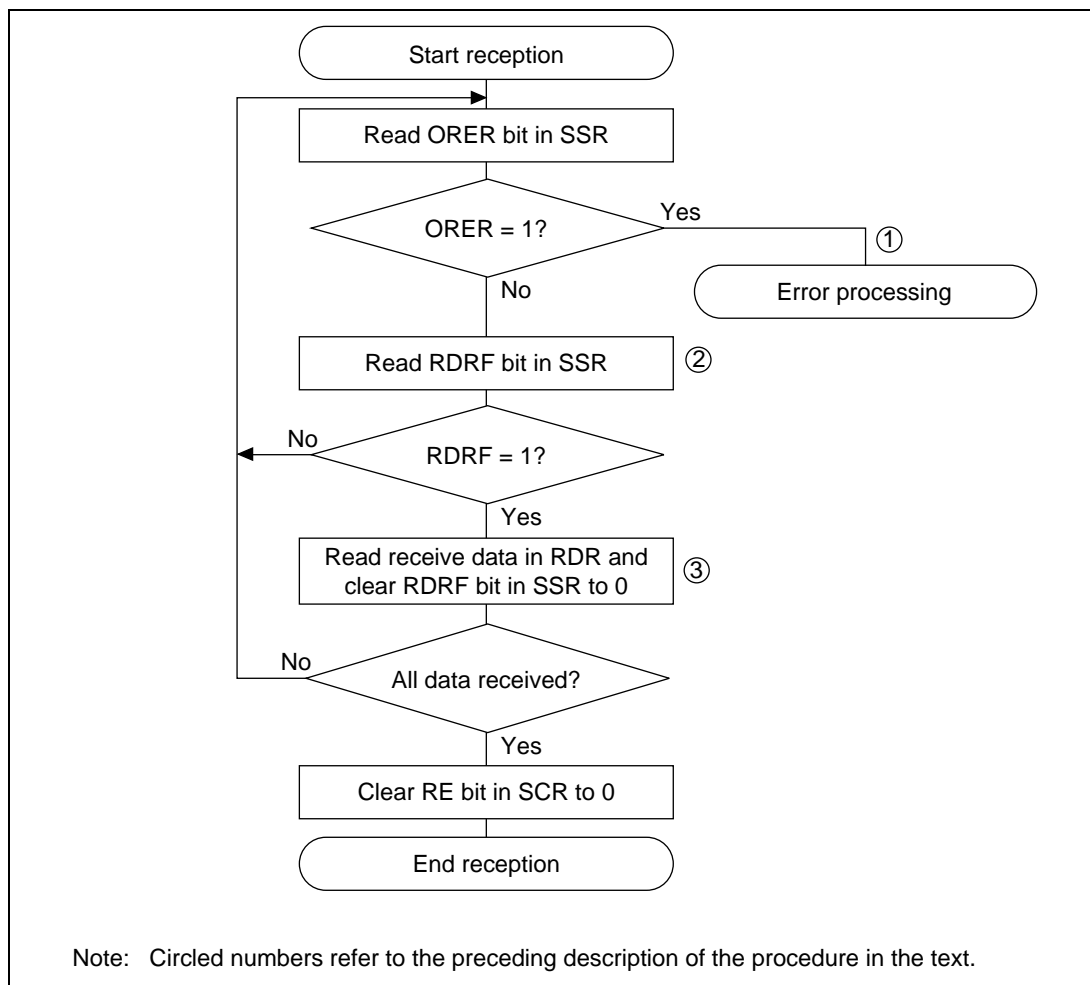 Start reception
Read ORER bit in SSR
ORER = 1?
Yes
①
Error processing
No
Read RDRF bit in SSR
②
No
RDRF = 1?
Yes
Read receive data in RDR and
clear RDRF bit in SSR to 0
③
No
All data received?
Yes
Clear RE bit in SCR to 0
End reception
Note: Circled numbers refer to the preceding description of the procedure in the text.